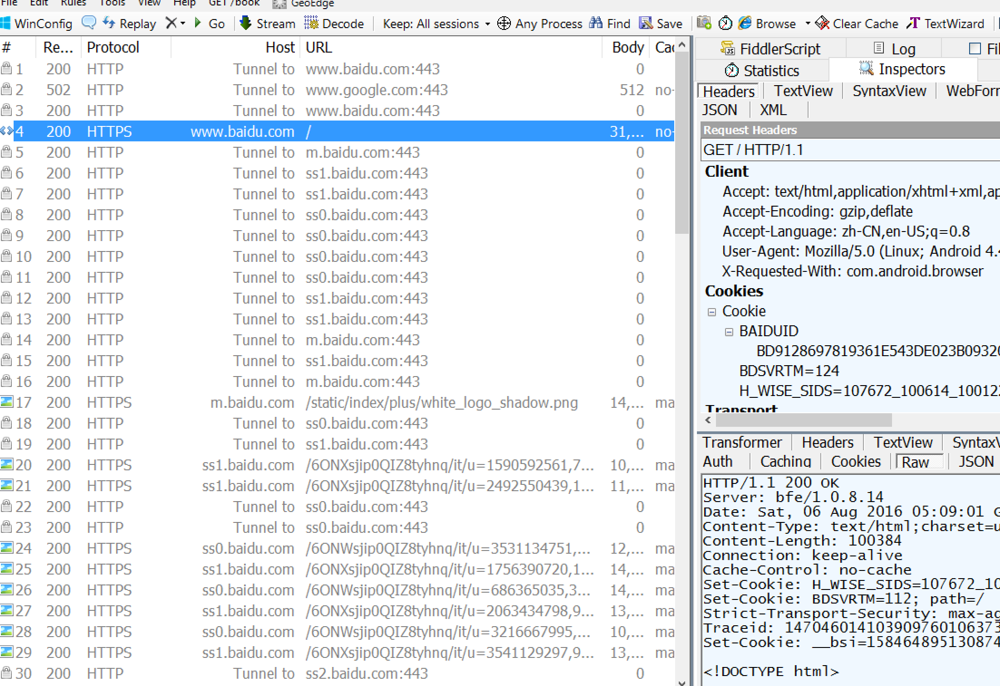 File Edit Rules Tools View Help GET /book GeoEdge
WinConfig Replay Go Stream Decode Keep: All sessions Any Process Find Save Browse Clear Cache TextWizard
# Re... Protocol Host URL Body
1 200 HTTP Tunnel to www.baidu.com:443 0
2 502 HTTP Tunnel to www.google.com:443 512 no-
3 200 HTTP Tunnel to www.baidu.com:443 0
4 200 HTTPS www.baidu.com / 31,... no-
5 200 HTTP Tunnel to m.baidu.com:443 0
6 200 HTTP Tunnel to ss1.baidu.com:443 0
7 200 HTTP Tunnel to ss1.baidu.com:443 0
8 200 HTTP Tunnel to ss0.baidu.com:443 0
9 200 HTTP Tunnel to ss0.baidu.com:443 0
10 200 HTTP Tunnel to ss0.baidu.com:443 0
11 200 HTTP Tunnel to ss0.baidu.com:443 0
12 200 HTTP Tunnel to ss1.baidu.com:443 0
13 200 HTTP Tunnel to ss1.baidu.com:443 0
14 200 HTTP Tunnel to m.baidu.com:443 0
15 200 HTTP Tunnel to ss1.baidu.com:443 0
16 200 HTTP Tunnel to m.baidu.com:443 0
17 200 HTTPS m.baidu.com /static/index/plus/white_logo_shadow.png 14,... ma
18 200 HTTP Tunnel to ss0.baidu.com:443 0
19 200 HTTP Tunnel to ss1.baidu.com:443 0
20 200 HTTPS ss1.baidu.com /6ONXsjip0QIZ8tyhnq/it/u=1590592561,7... 10,... ma
21 200 HTTPS ss1.baidu.com /6ONXsjip0QIZ8tyhnq/it/u=2492550439,1... 11,... ma
22 200 HTTP Tunnel to ss0.baidu.com:443 0
23 200 HTTP Tunnel to ss0.baidu.com:443 0
24 200 HTTPS ss0.baidu.com /6ONWsjip0QIZ8tyhnq/it/u=3531134751,... 12,... ma
25 200 HTTPS ss1.baidu.com /6ONXsjip0QIZ8tyhnq/it/u=1756390720,1... 14,... ma
26 200 HTTPS ss0.baidu.com /6ONWsjip0QIZ8tyhnq/it/u=686365035,3... 14,... ma
27 200 HTTPS ss1.baidu.com /6ONXsjip0QIZ8tyhnq/it/u=2063434798,9... 13,... ma
28 200 HTTPS ss0.baidu.com /6ONWsjip0QIZ8tyhnq/it/u=3216667995,... 10,... ma
29 200 HTTPS ss1.baidu.com /6ONXsjip0QIZ8tyhnq/it/u=3541129297,9... 13,... ma
30 200 HTTP Tunnel to ss2.baidu.com:443 0
FiddlerScript Log Fil
Statistics Inspectors
Headers TextView SyntaxView WebForm
JSON XML
Request Headers
GET / HTTP/1.1
Client
Accept: text/html,application/xhtml+xml,ap
Accept-Encoding: gzip,deflate
Accept-Language: zh-CN,en-US;q=0.8
User-Agent: Mozilla/5.0 (Linux; Android 4.4
X-Requested-With: com.android.browser
Cookies
Cookie
BAIDUID
BD9128697819361E543DE023B09320
BDSVRTM=124
H_WISE_SIDS=107672_100614_100122
Transport
Transformer Headers TextView SyntaxV
Auth Caching Cookies Raw JSON
HTTP/1.1 200 OK
Server: bfe/1.0.8.14
Date: Sat, 06 Aug 2016 05:09:01 G
Content-Type: text/html;charset=u
Content-Length: 100384
Connection: keep-alive
Cache-Control: no-cache
Set-Cookie: H_WISE_SIDS=107672_10
Set-Cookie: BDSVRTM=112; path=/
Strict-Transport-Security: max-ag
Traceid: 147046014103909760106373
Set-Cookie: __bsi=158464895130874
<!DOCTYPE html>